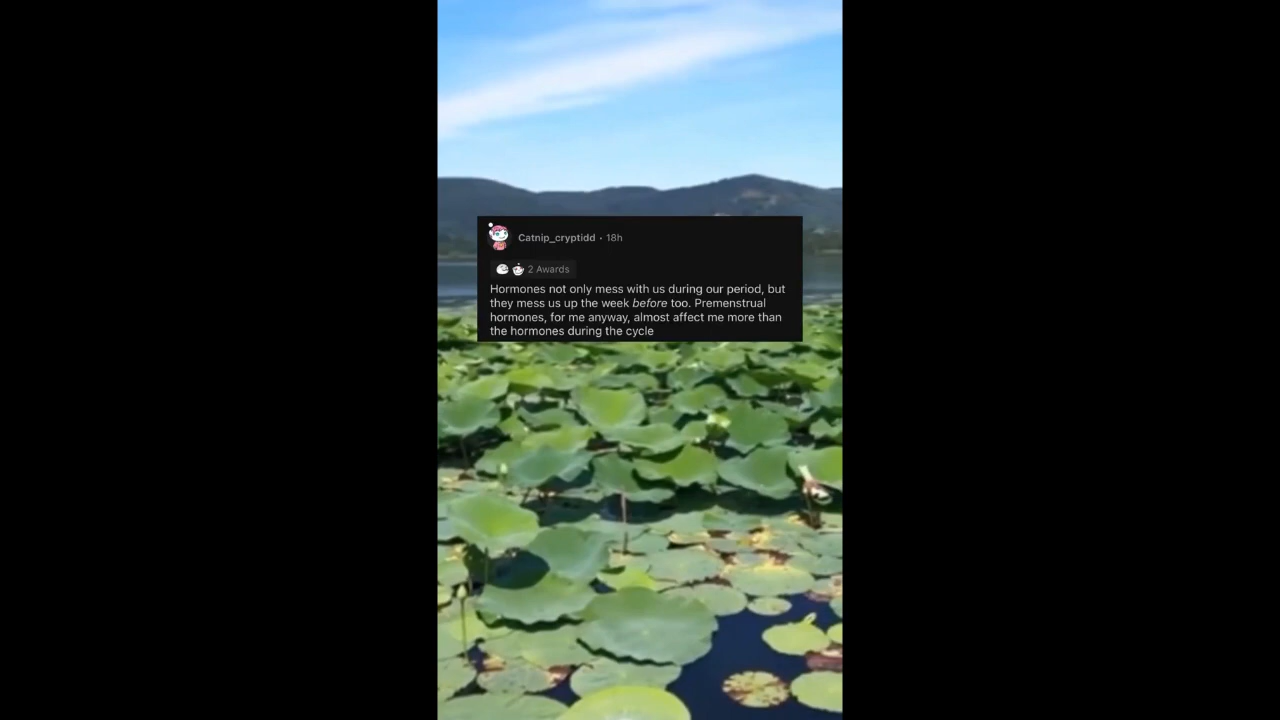 Catnip_cryptidd · 18h
2 Awards
Hormones not only mess with us during our period, but
they mess us up the week before too. Premenstrual
hormones, for me anyway, almost affect me more than
the hormones during the cycle